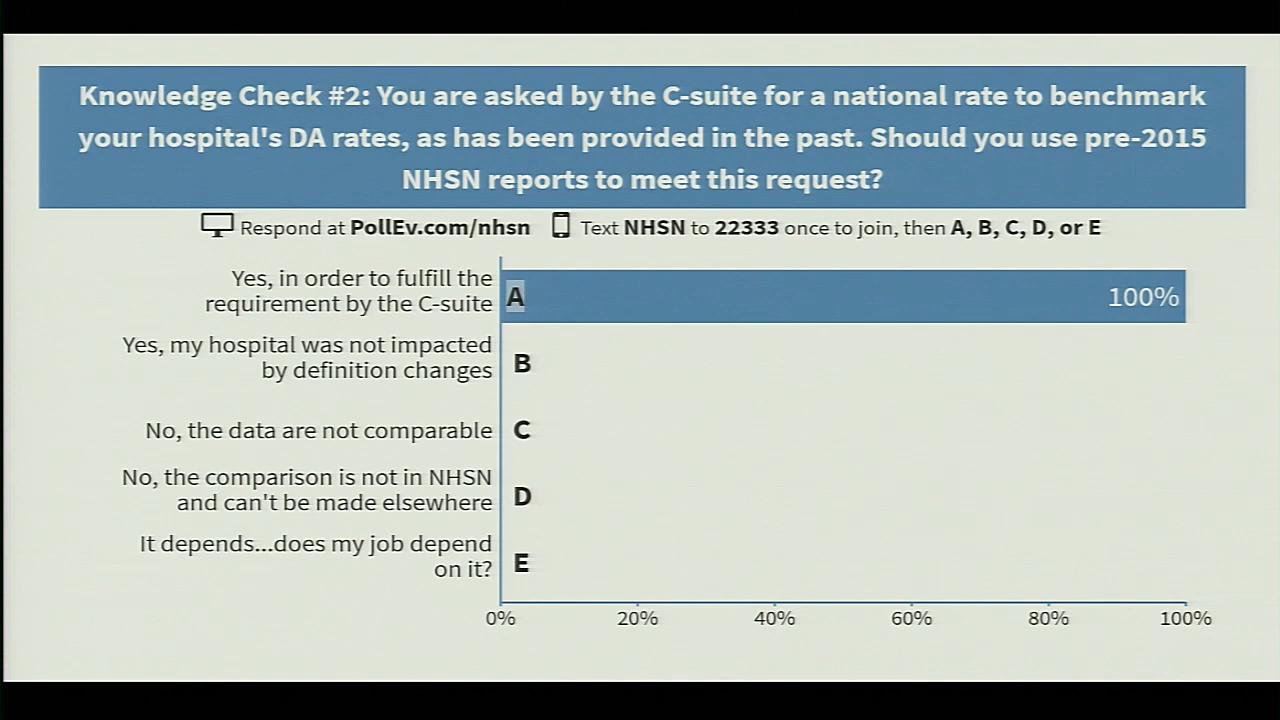 Knowledge Check #2: You are asked by the C-suite for a national rate to benchmark
your hospital's DA rates, as has been provided in the past. Should you use pre-2015
NHSN reports to meet this request?
Respond at PollEv.com/nhsn Text NHSN to 22333 once to join, then A, B, C, D, or E
Yes, in order to fulfill the
requirement by the C-suite
A
100%
Yes, my hospital was not impacted
by definition changes
B
No, the data are not comparable
C
No, the comparison is not in NHSN
and can't be made elsewhere
D
It depends...does my job depend
on it?
E
0% 20% 40% 60% 80% 100%